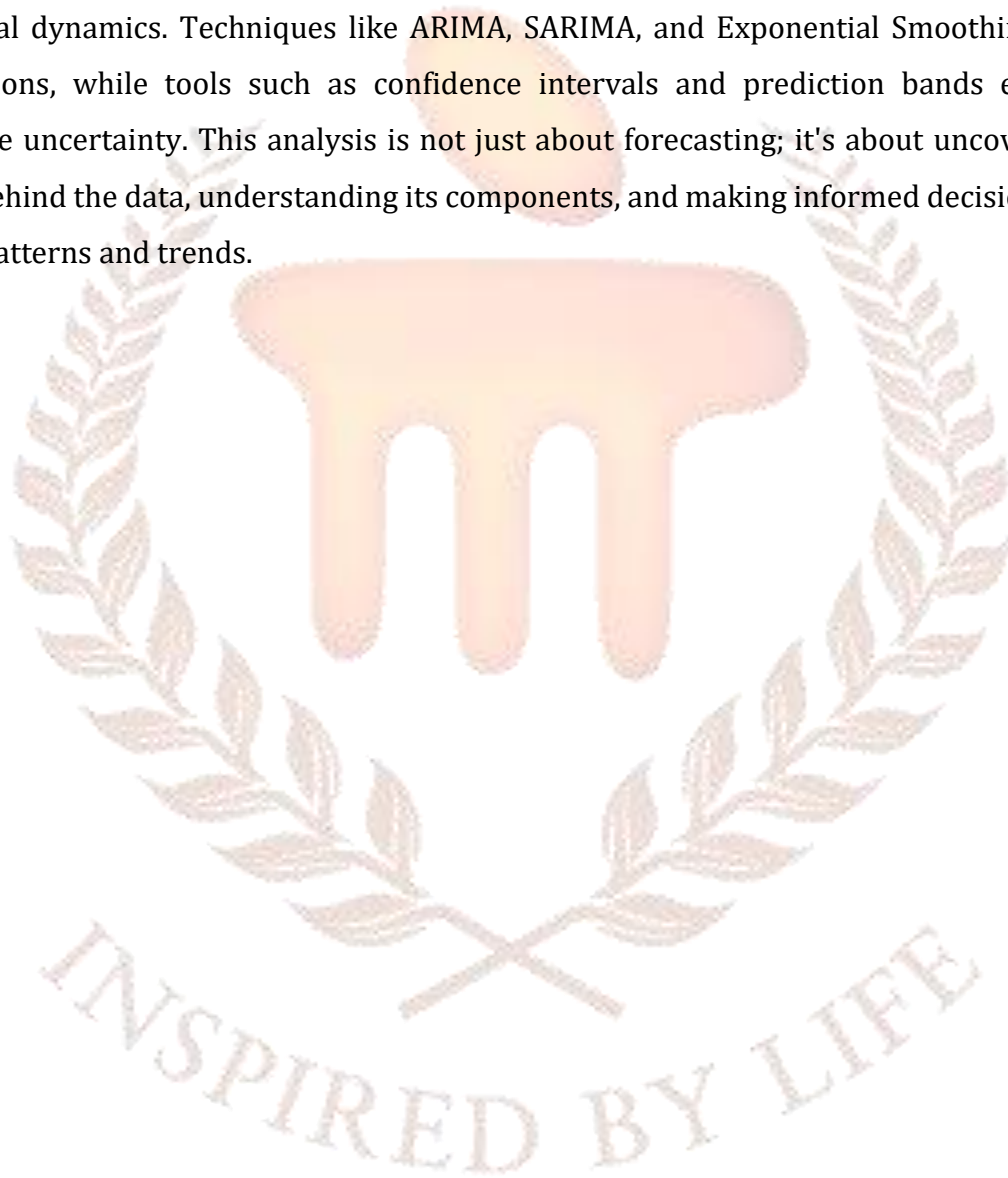 al dynamics. Techniques like ARIMA, SARIMA, and Exponential Smoothin
ons, while tools such as confidence intervals and prediction bands e
e uncertainty. This analysis is not just about forecasting; it's about uncov
ehind the data, understanding its components, and making informed decisio
atterns and trends.
INSPIRED BY LIFE